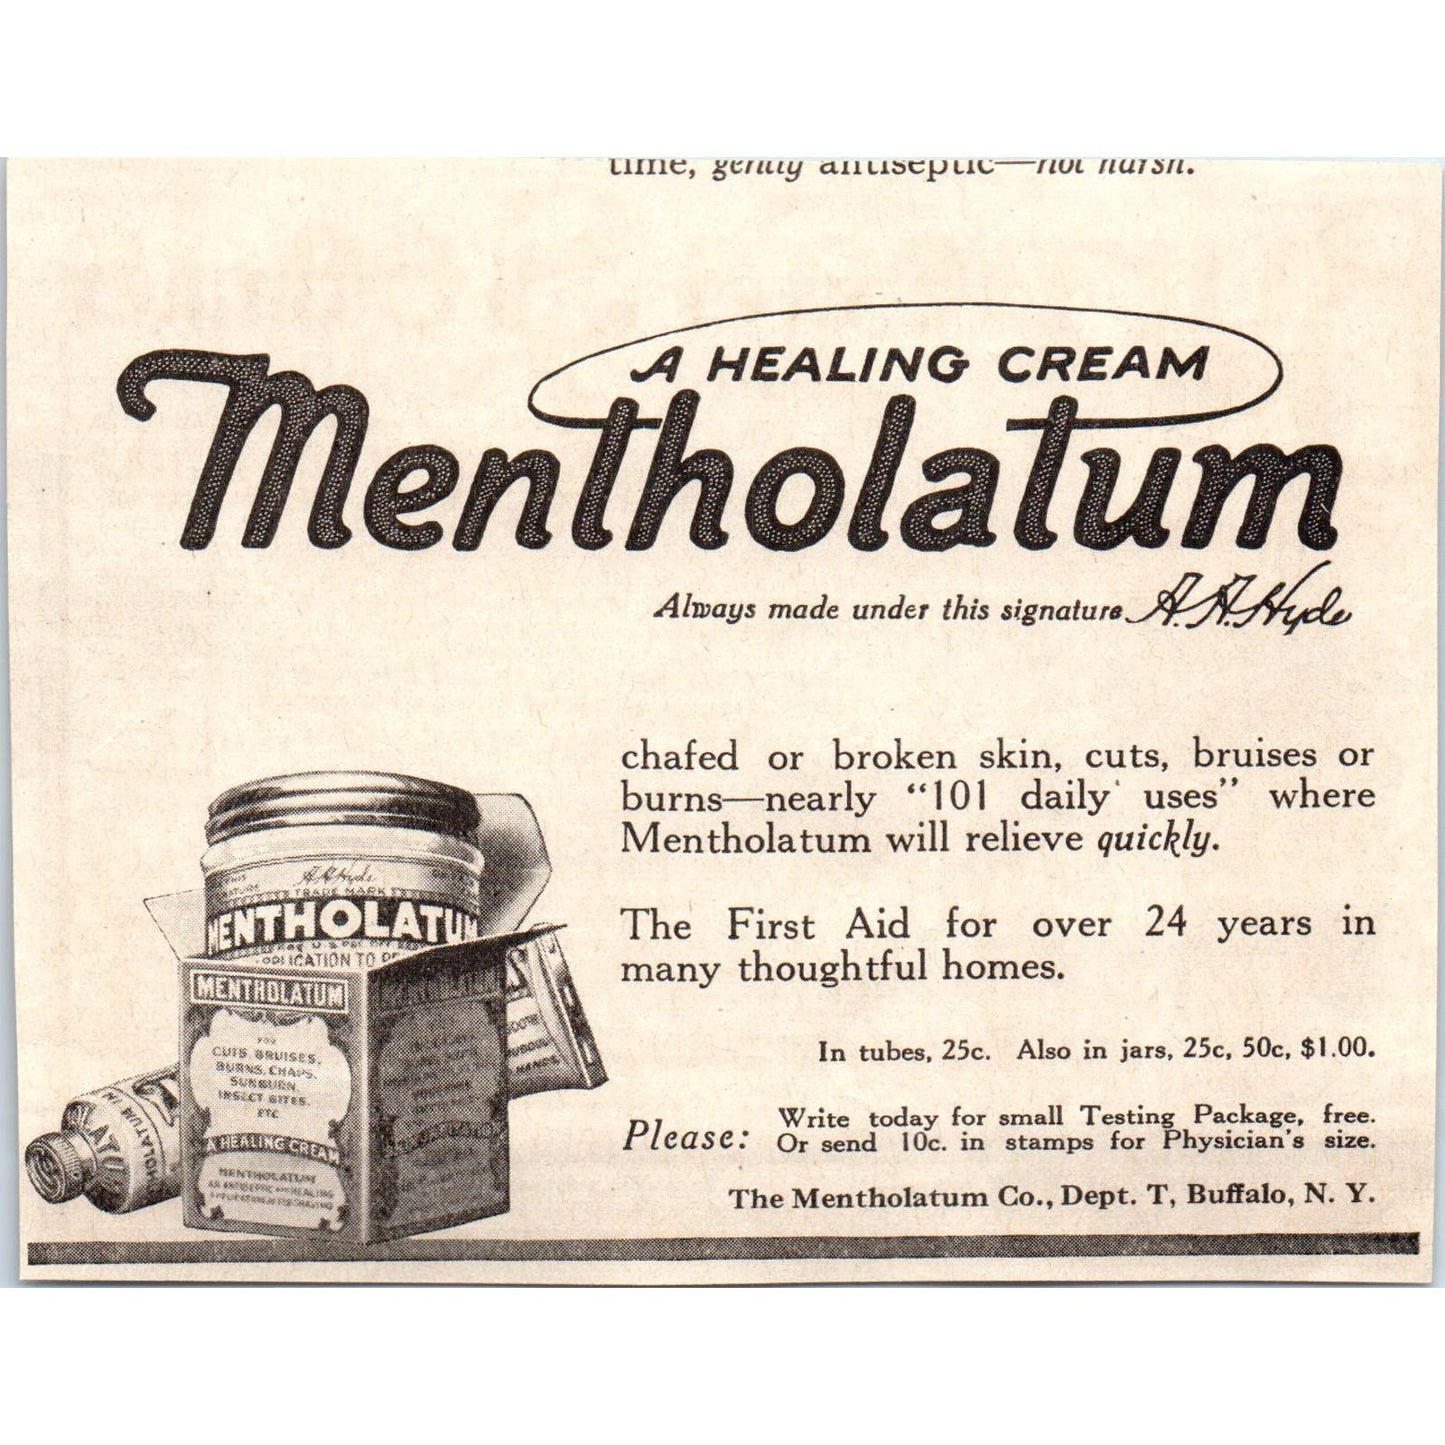 time, gently antiseptic—not harsh.
A HEALING CREAM
Mentholatum
Always made under this signature A. A. Hyde
chafed or broken skin, cuts, bruises or
burns—nearly “101 daily uses” where
Mentholatum will relieve quickly.
The First Aid for over 24 years in
many thoughtful homes.
In tubes, 25c. Also in jars, 25c, 50c, $1.00.
Please: Write today for small Testing Package, free.
Or send 10c. in stamps for Physician's size.
The Mentholatum Co., Dept. T, Buffalo, N. Y.
A A Hyde
TRADE MARK
MENTHOLATUM
MENTHOLATUM
FOR
CUTS, BRUISES,
BURNS, CHAPS,
SUNBURN,
INSECT BITES,
ETC
A HEALING CREAM
MENTHOLATUM